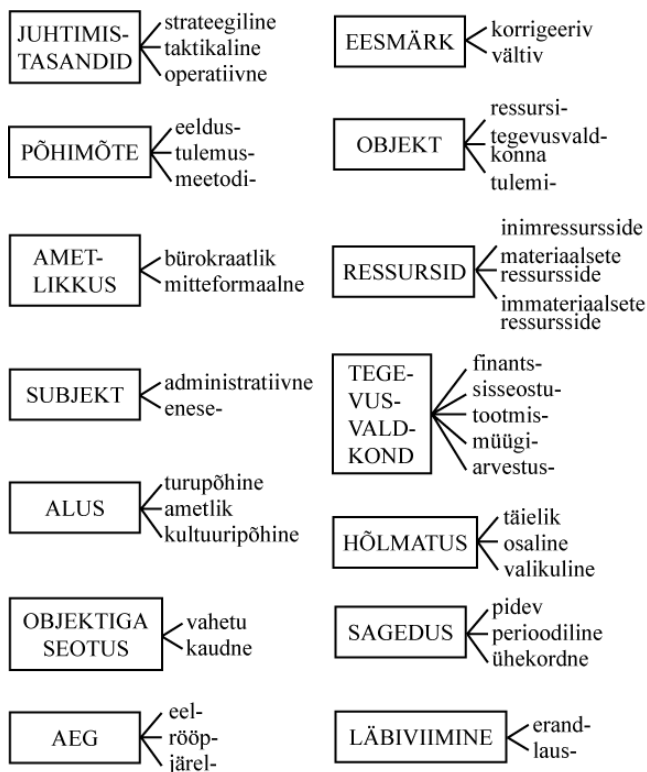 JUHTIMIS-
TASANDID
strateegiline
taktikaline
operatiivne
PÕHIMÕTE
eeldus-
tulemus-
meetodi-
AMET-
LIKKUS
bürokraatlik
mitteformaalne
SUBJEKT
administratiivne
enese-
ALUS
turupõhine
ametlik
kultuuripõhine
OBJEKTIGA
SEOTUS
vahetu
kaudne
AEG
eel-
rööp-
järel-
EESMÄRK
korrigeeriv
vältiv
OBJEKT
ressursi-
tegevusvald-
konna
tulemi-
RESSURSID
inimressursside
materiaalsete
ressursside
immateriaalsete
ressursside
TEGE-
VUS-
VALD-
KOND
finants-
sisseostu-
tootmis-
müügi-
arvestus-
HÕLMATUS
täielik
osaline
valikuline
SAGEDUS
pidev
perioodiline
ühekordne
LÄBIVIIMINE
erand-
laus-